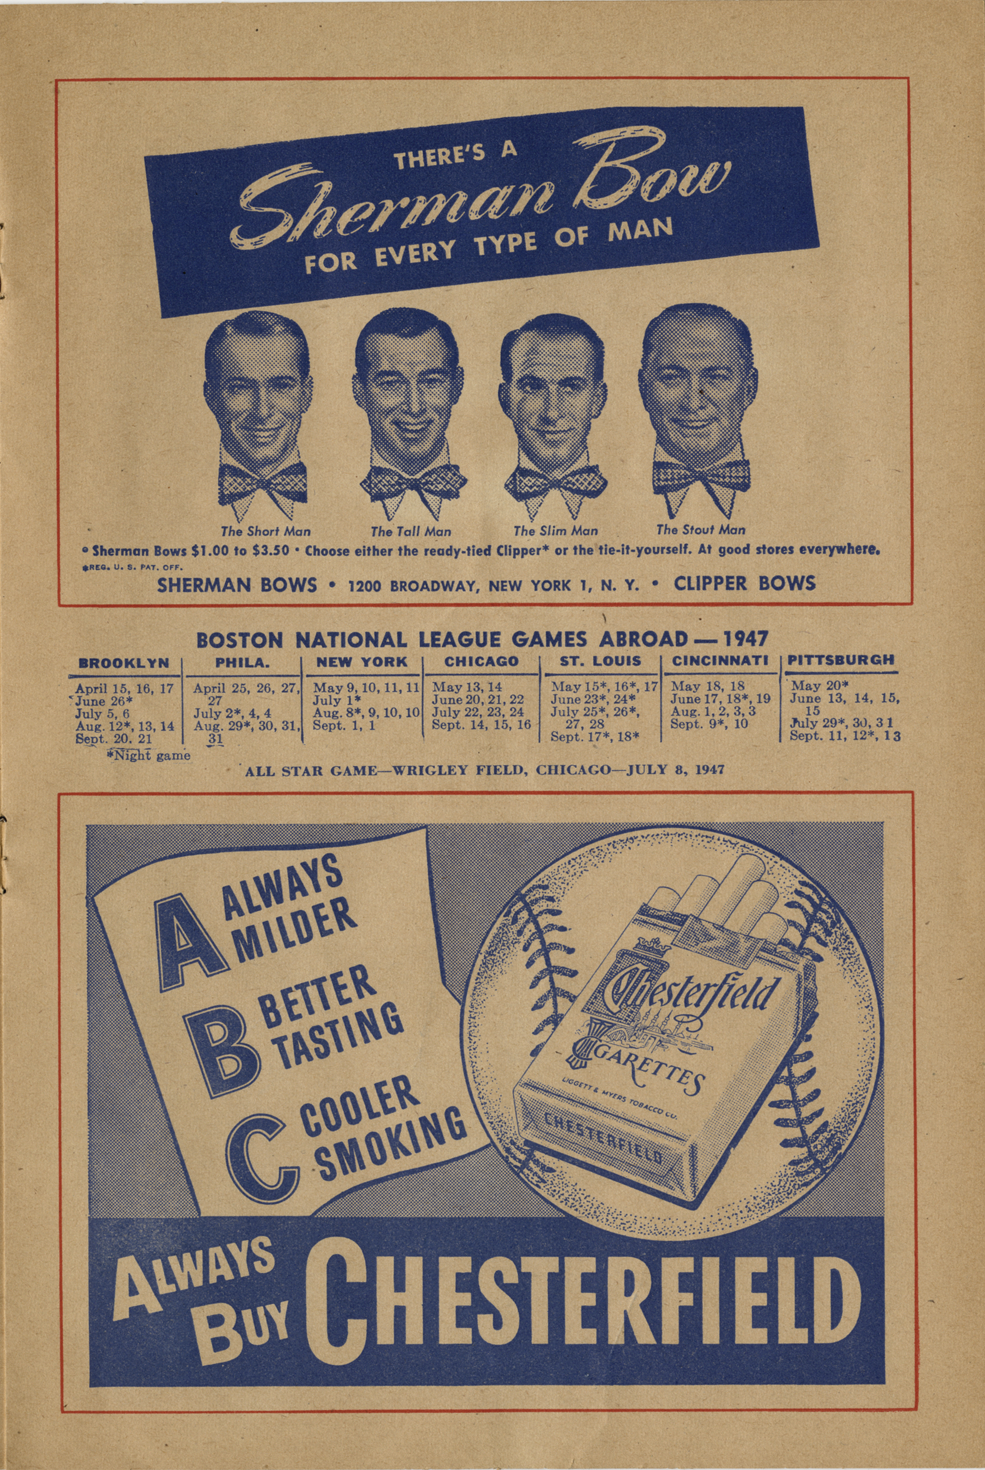 THERE'S A
Sherman Bow
FOR EVERY TYPE OF MAN
The Short Man
The Tall Man
The Slim Man
The Stout Man
• Sherman Bows $1.00 to $3.50 • Choose either the ready-tied Clipper* or the tie-it-yourself. At good stores everywhere.
*REG. U. S. PAT. OFF.
SHERMAN BOWS • 1200 BROADWAY, NEW YORK 1, N. Y. • CLIPPER BOWS
BOSTON NATIONAL LEAGUE GAMES ABROAD — 1947
BROOKLYN
April 15, 16, 17
June 26*
July 5, 6
Aug. 12*, 13, 14
Sept. 20, 21
*Night game
PHILA.
April 25, 26, 27,
27
July 2*, 4, 4
Aug. 29*, 30, 31,
31
NEW YORK
May 9, 10, 11, 11
July 1*
Aug. 8*, 9, 10, 10
Sept. 1, 1
CHICAGO
May 13, 14
June 20, 21, 22
July 22, 23, 24
Sept. 14, 15, 16
ST. LOUIS
May 15*, 16*, 17
June 23*, 24*
July 25*, 26*,
27, 28
Sept. 17*, 18*
CINCINNATI
May 18, 18
June 17, 18*, 19
Aug. 1, 2, 3, 3
Sept. 9*, 10
PITTSBURGH
May 20*
June 13, 14, 15,
15
July 29*, 30, 31
Sept. 11, 12*, 13
ALL STAR GAME—WRIGLEY FIELD, CHICAGO—JULY 8, 1947
A ALWAYS
MILDER
B BETTER
TASTING
C COOLER
SMOKING
Chesterfield
CIGARETTES
LIGGETT & MYERS TOBACCO CO.
CHESTERFIELD
ALWAYS
BUY CHESTERFIELD